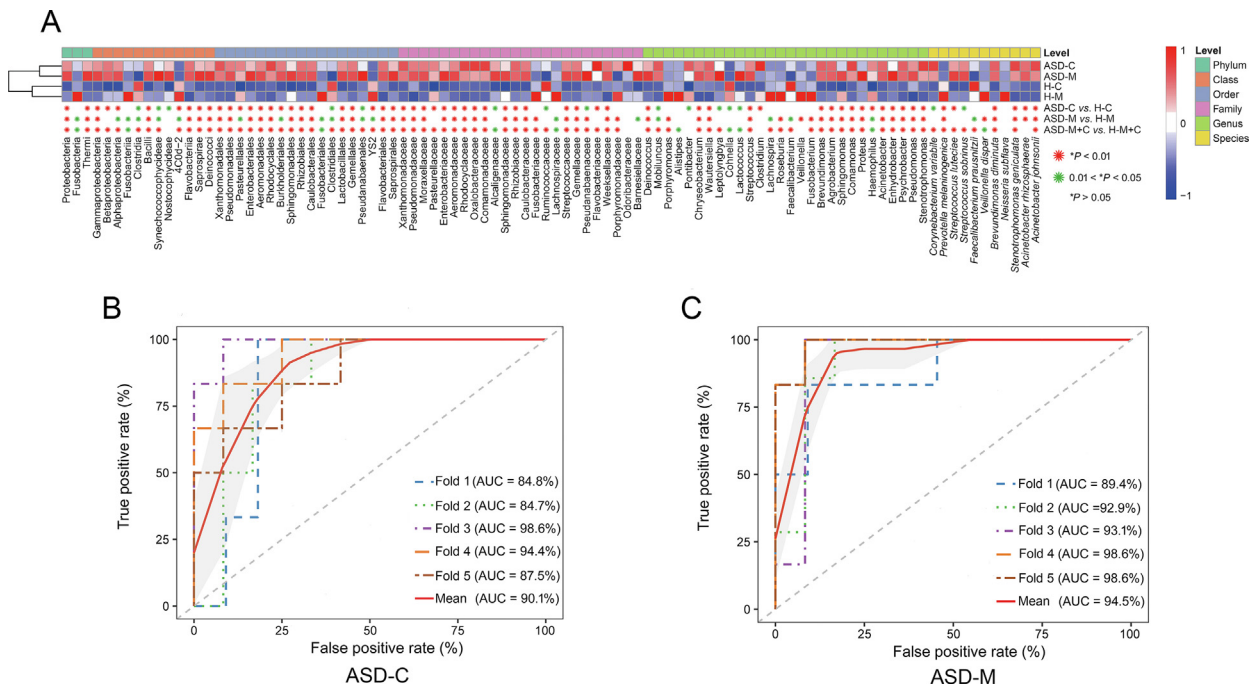 A
Level
ASD-C
ASD-M
H-C
H-M
ASD-C vs. H-C
ASD-M vs H-M
ASD-M+C vs H-M+C
1
0
−1
Level
Phylum
Class
Order
Family
Genus
Species
*P < 0.01
0.01 < *P < 0.05
*P > 0.05
Proteobacteria
Fusobacteria
Thermi
Gammaproteobacteria
Betaproteobacteria
Alphaproteobacteria
Fusobacteriia
Clostridia
Bacilli
Synechococcophycideae
Nostocophycideae
4C0d−2
Flavobacteriia
Saprospirae
Deinococci
Xanthomonadales
Pseudomonadales
Pasteurellales
Enterobacteriales
Aeromonadales
Rhodocyclales
Burkholderiales
Sphingomonadales
Rhizobiales
Caulobacterales
Fusobacteriales
Clostridiales
Lactobacillales
Gemellales
Pseudanabaenales
YS2
Flavobacteriales
Saprospirales
Xanthomonadaceae
Pseudomonadaceae
Moraxellaceae
Pasteurellaceae
Enterobacteriaceae
Aeromonadaceae
Rhodocyclaceae
Oxalobacteraceae
Comamonadaceae
Alcaligenaceae
Sphingomonadaceae
Rhizobiaceae
Caulobacteraceae
Fusobacteriaceae
Ruminococcaceae
Lachnospiraceae
Streptococcaceae
Gemellaceae
Pseudanabaenaceae
Flavobacteriaceae
Weeksellaceae
Porphyromonadaceae
Odoribacteraceae
Barnesiellaceae
Deinococcus
Mobiluncus
Porphyromonas
Alistipes
Pontibacter
Chryseobacterium
Wautersiella
Leptolyngbya
Lactococcus
Streptococcus
Clostridium
Lachnospira
Roseburia
Faecalibacterium
Veillonella
Fusobacterium
Brevundimonas
Agrobacterium
Sphingomonas
Comamonas
Proteus
Haemophilus
Acinetobacter
Enhydrobacter
Psychrobacter
Pseudomonas
Stenotrophomonas
Corynebacterium variabile
Prevotella melaninogenica
Streptococcus luteciae
Streptococcus sobrinus
Faecalibacterium prausnitzii
Veillonella dispar
Brevundimonas diminuta
Neisseria subflava
Stenotrophomonas geniculata
Acinetobacter rhizosphaerae
Acinetobacter johnsonii
B
True positive rate (%)
100
75
50
25
0
Fold 1 (AUC = 84.8%)
Fold 2 (AUC = 84.7%)
Fold 3 (AUC = 98.6%)
Fold 4 (AUC = 94.4%)
Fold 5 (AUC = 87.5%)
Mean (AUC = 90.1%)
0 25 50 75 100
False positive rate (%)
ASD-C
C
True positive rate (%)
100
75
50
25
0
Fold 1 (AUC = 89.4%)
Fold 2 (AUC =92.9%)
Fold 3 (AUC = 93.1%)
Fold 4 (AUC = 98.6%)
Fold 5 (AUC = 98.6%)
Mean (AUC = 94.5%)
0 25 50 75 100
False positive rate (%)
ASD-M